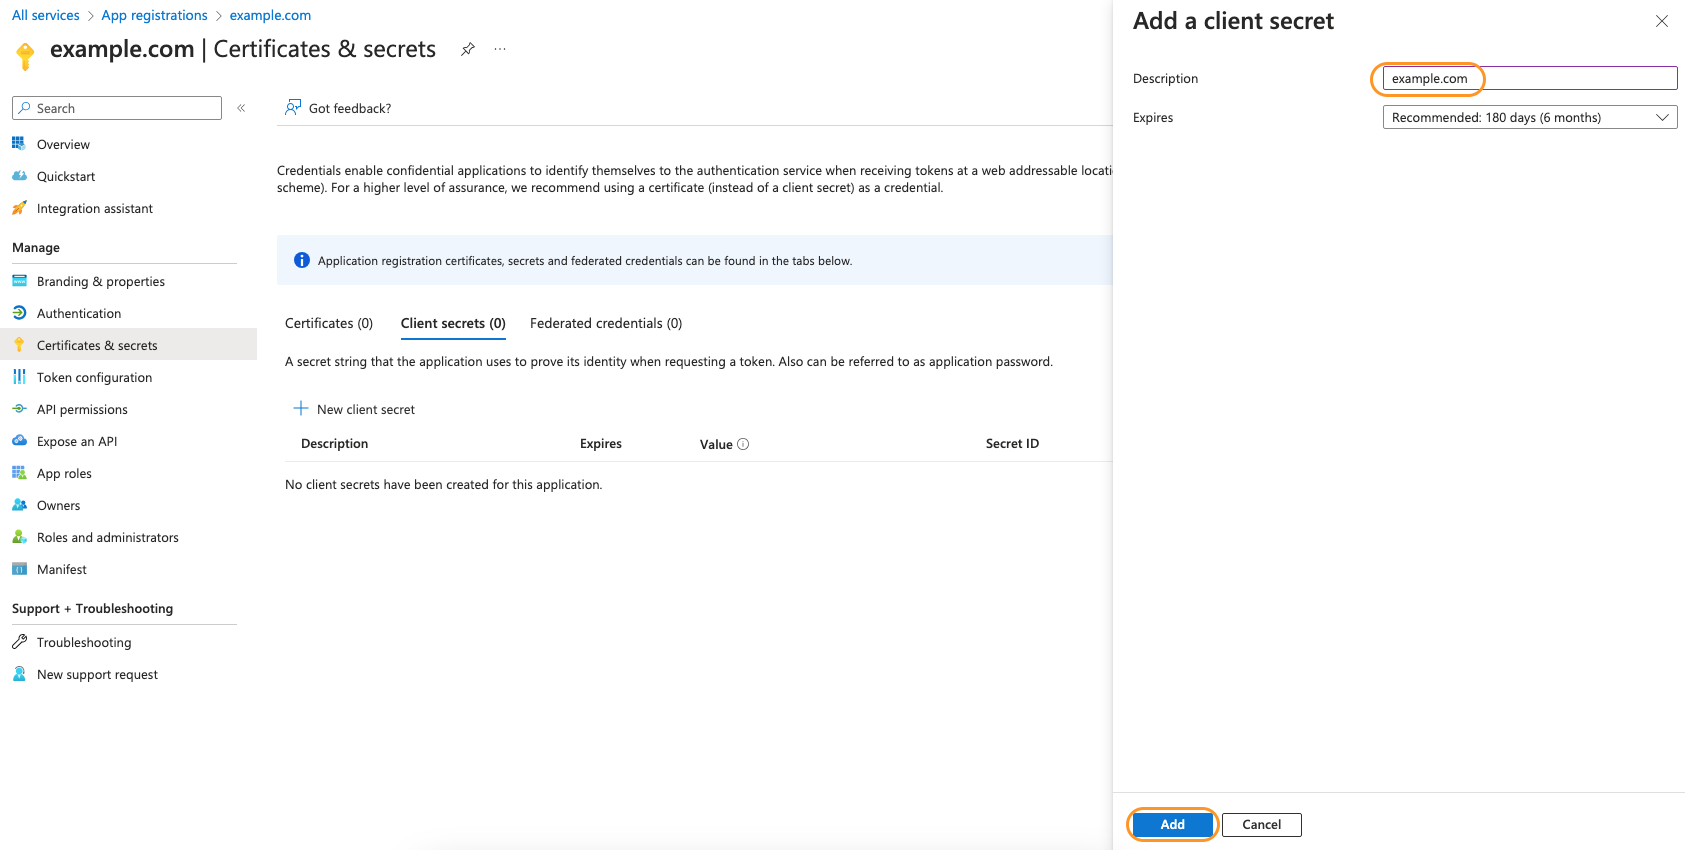 All services > App registrations > example.com
example.com | Certificates & secrets
Search
Overview
Quickstart
Integration assistant
Manage
Branding & properties
Authentication
Certificates & secrets
Token configuration
API permissions
Expose an API
App roles
Owners
Roles and administrators
Manifest
Support + Troubleshooting
Troubleshooting
New support request
Got feedback?
Credentials enable confidential applications to identify themselves to the authentication service when receiving tokens at a web addressable locati
scheme). For a higher level of assurance, we recommend using a certificate (instead of a client secret) as a credential.
Application registration certificates, secrets and federated credentials can be found in the tabs below.
Certificates (0) Client secrets (0) Federated credentials (0)
A secret string that the application uses to prove its identity when requesting a token. Also can be referred to as application password.
New client secret
Description Expires Value Secret ID
No client secrets have been created for this application.
Add a client secret
Description example.com
Expires Recommended: 180 days (6 months)
Add Cancel